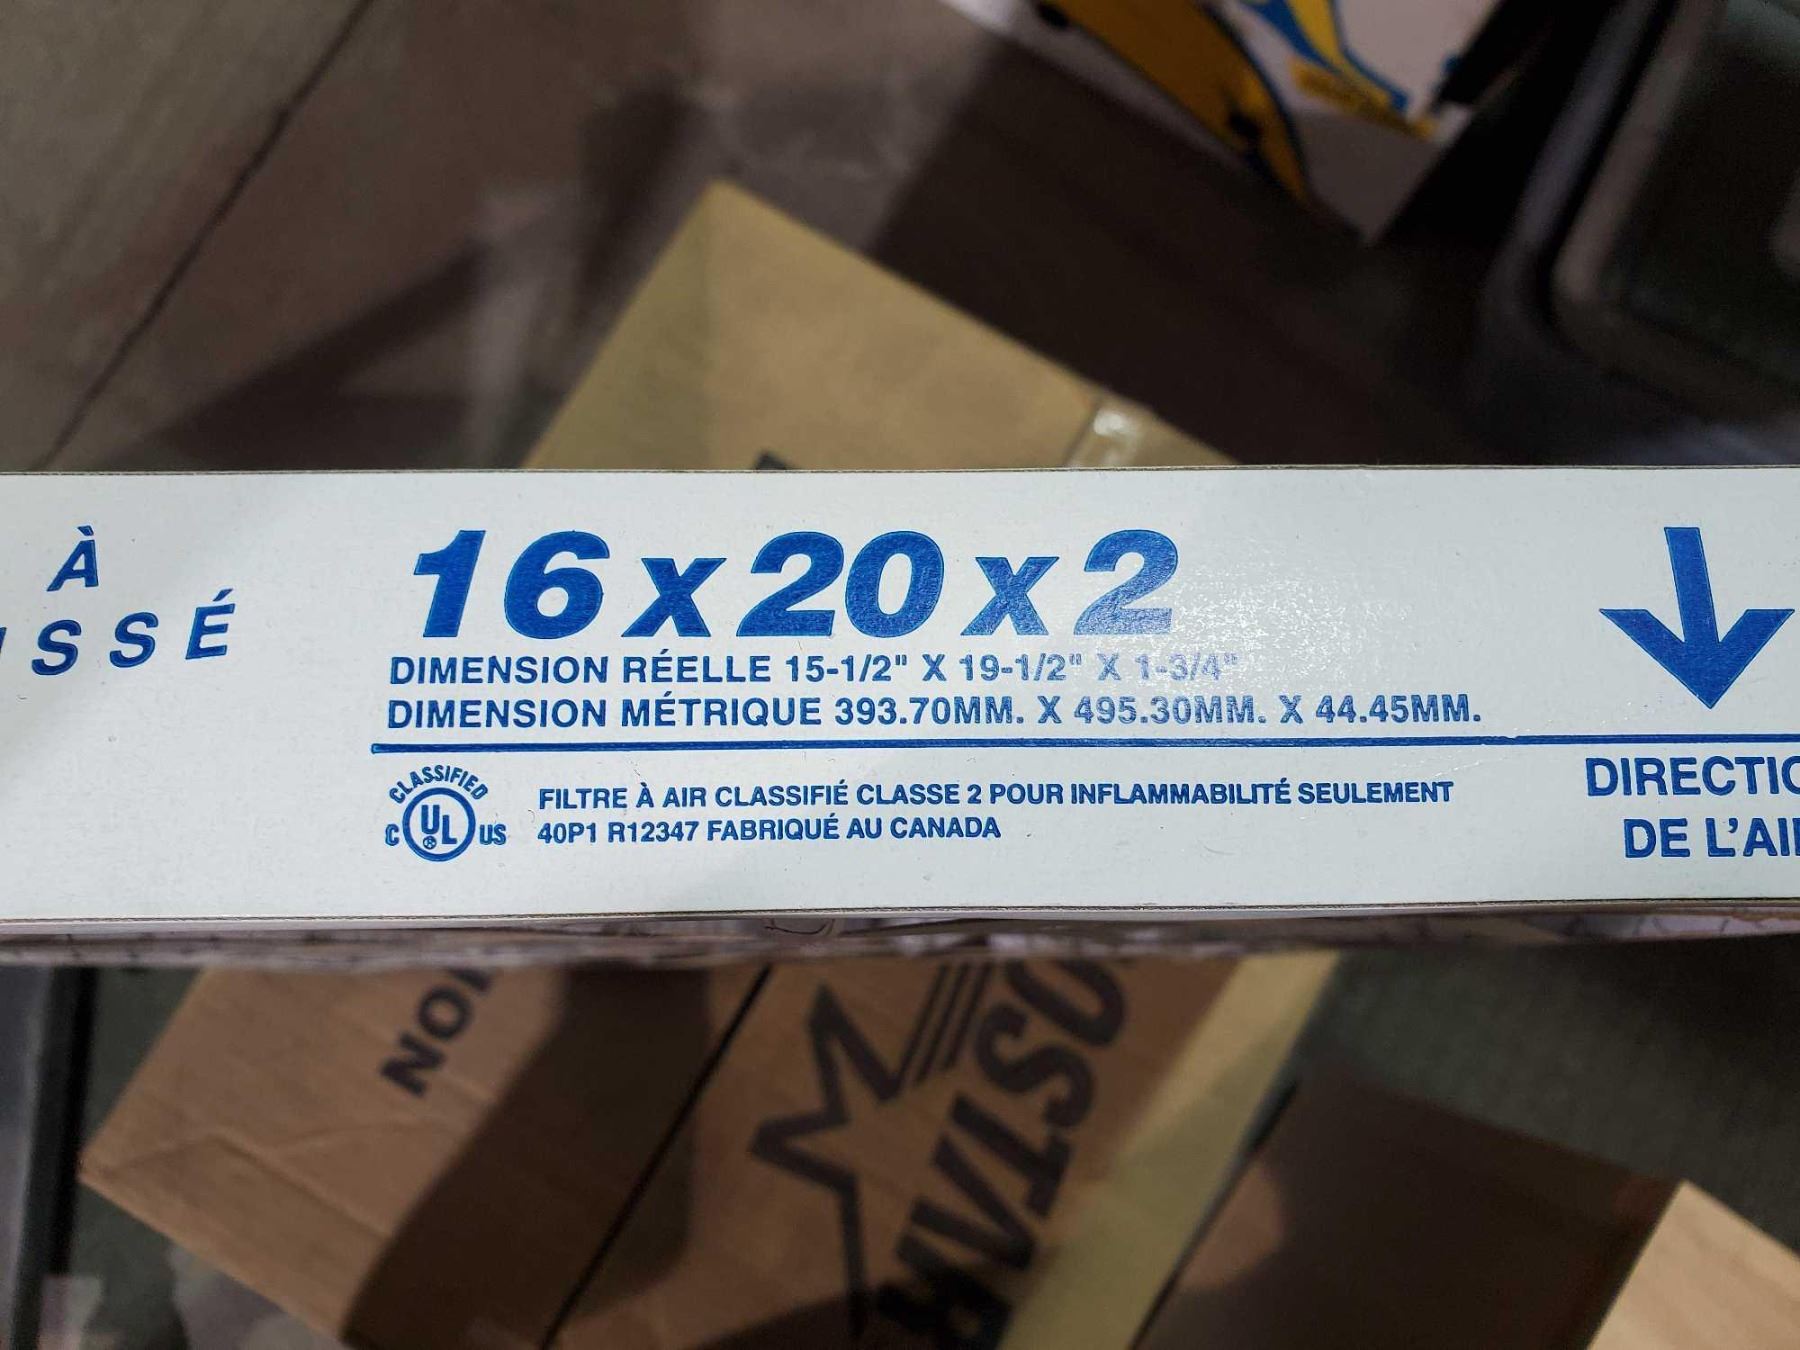 À
SSÉ
16x20x2
DIMENSION RÉELLE 15-1/2" X 19-1/2" X 1-3/4"
DIMENSION MÉTRIQUE 393.70MM. X 495.30MM. X 44.45MM.
CLASSIFIED
C UL® US
FILTRE À AIR CLASSIFIÉ CLASSE 2 POUR INFLAMMABILITÉ SEULEMENT
40P1 R12347 FABRIQUÉ AU CANADA
DIRECTIO
DE L'AI